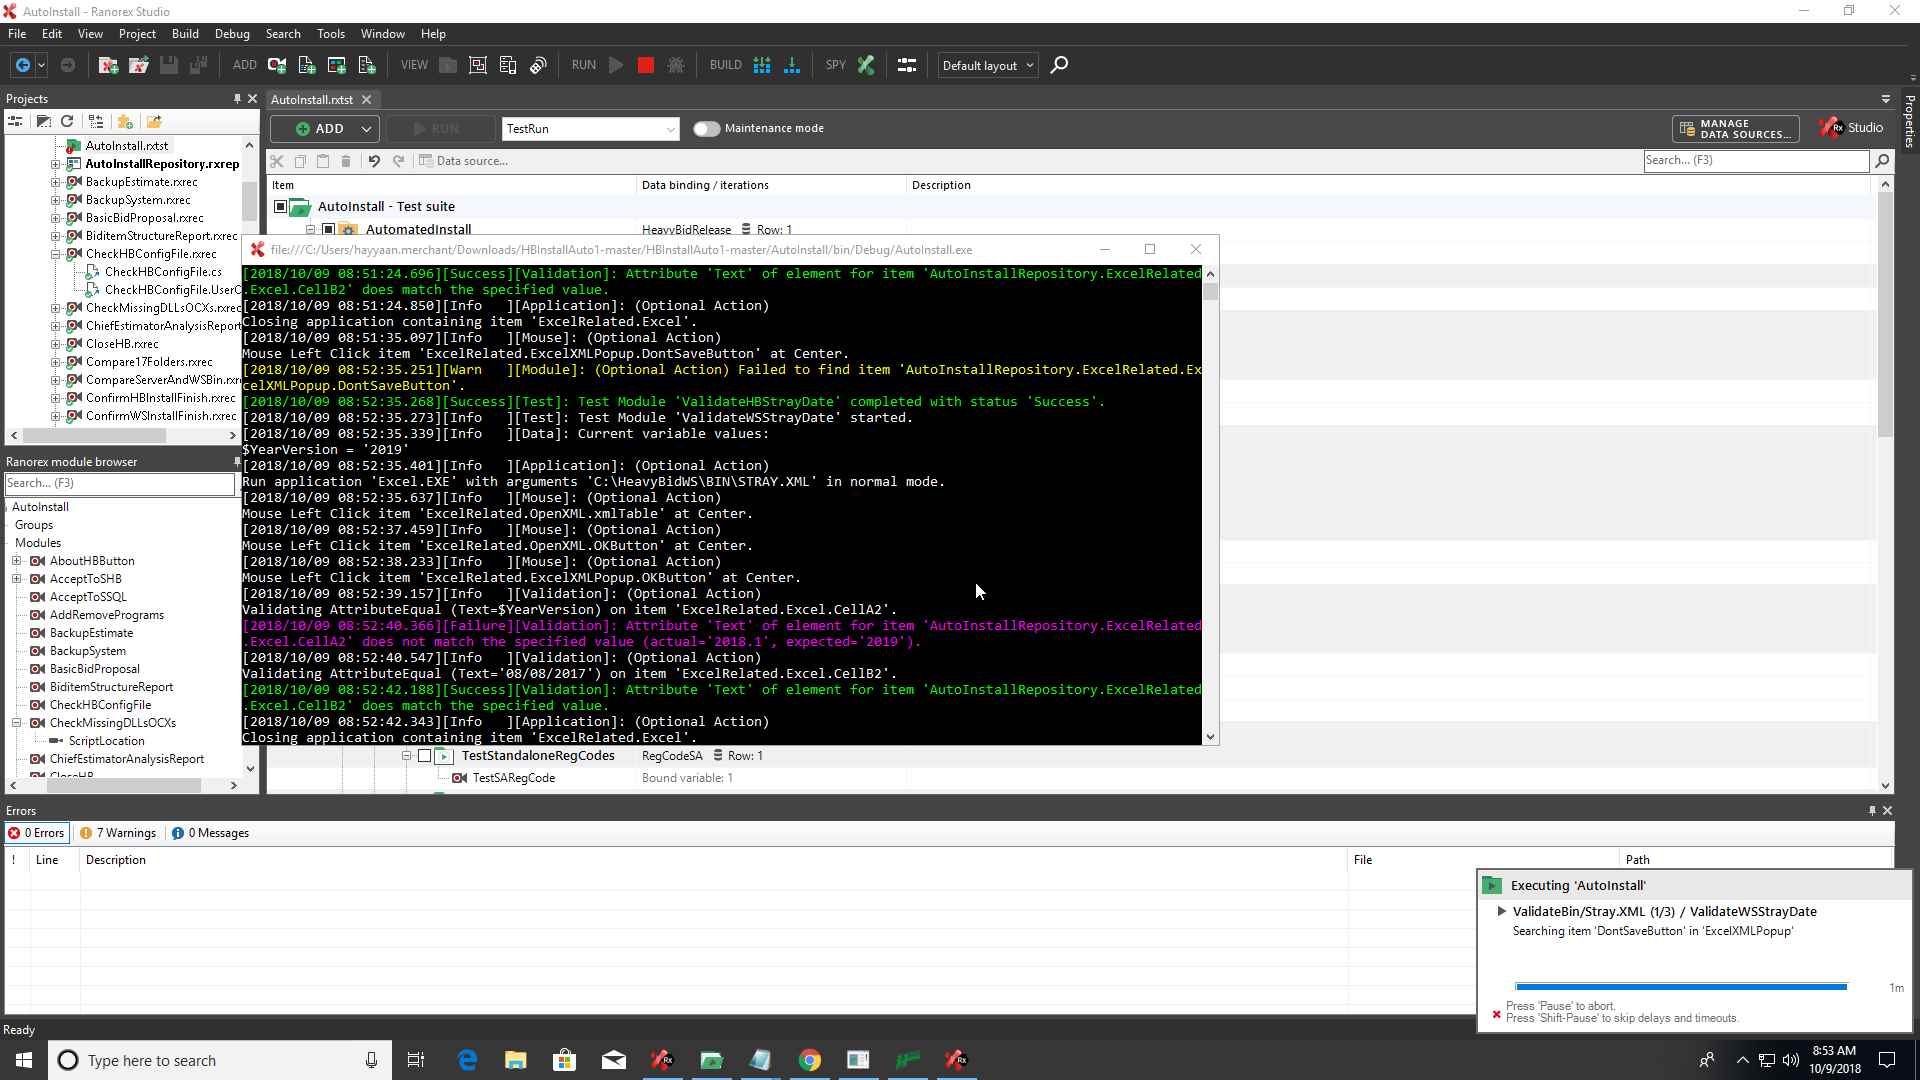 AutoInstall - Ranorex Studio
File Edit View Project Build Debug Search Tools Window Help
ADD VIEW RUN BUILD SPY Default layout
Projects
AutoInstall.rxtst
Properties
ADD RUN TestRun Maintenance mode MANAGE DATA SOURCES... Rx Studio
Data source... Search... (F3)
Item Data binding / iterations Description
AutoInstall - Test suite
AutomatedInstall HeavyBidRelease Row: 1
AutoInstall.rxtst
AutoInstallRepository.rxrep
BackupEstimate.rxrec
BackupSystem.rxrec
BasicBidProposal.rxrec
BiditemStructureReport.rxrec
CheckHBConfigFile.rxrec
CheckHBConfigFile.cs
CheckHBConfigFile.UserC
CheckMissingDLLsOCXs.rxrec
ChiefEstimatorAnalysisReport
CloseHB.rxrec
Compare17Folders.rxrec
CompareServerAndWSBin.rxrec
ConfirmHBInstallFinish.rxrec
ConfirmWSInstallFinish.rxrec
file:///C:/Users/hayyaan.merchant/Downloads/HBInstallAuto1-master/HBInstallAuto1-master/AutoInstall/bin/Debug/AutoInstall.exe
[2018/10/09 08:51:24.696][Success][Validation]: Attribute 'Text' of element for item 'AutoInstallRepository.ExcelRelated
.Excel.CellB2' does match the specified value.
[2018/10/09 08:51:24.850][Info   ][Application]: (Optional Action)
Closing application containing item 'ExcelRelated.Excel'.
[2018/10/09 08:51:35.097][Info   ][Mouse]: (Optional Action)
Mouse Left Click item 'ExcelRelated.ExcelXMLPopup.DontSaveButton' at Center.
[2018/10/09 08:52:35.251][Warn   ][Module]: (Optional Action) Failed to find item 'AutoInstallRepository.ExcelRelated.Ex
celXMLPopup.DontSaveButton'.
[2018/10/09 08:52:35.268][Success][Test]: Test Module 'ValidateHBStrayDate' completed with status 'Success'.
[2018/10/09 08:52:35.273][Info   ][Test]: Test Module 'ValidateWSStrayDate' started.
[2018/10/09 08:52:35.339][Info   ][Data]: Current variable values:
$YearVersion = '2019'
[2018/10/09 08:52:35.401][Info   ][Application]: (Optional Action)
Run application 'Excel.EXE' with arguments 'C:\HeavyBidWS\BIN\STRAY.XML' in normal mode.
[2018/10/09 08:52:35.637][Info   ][Mouse]: (Optional Action)
Mouse Left Click item 'ExcelRelated.OpenXML.xmlTable' at Center.
[2018/10/09 08:52:37.459][Info   ][Mouse]: (Optional Action)
Mouse Left Click item 'ExcelRelated.OpenXML.OKButton' at Center.
[2018/10/09 08:52:38.233][Info   ][Mouse]: (Optional Action)
Mouse Left Click item 'ExcelRelated.ExcelXMLPopup.OKButton' at Center.
[2018/10/09 08:52:39.157][Info   ][Validation]: (Optional Action)
Validating AttributeEqual (Text=$YearVersion) on item 'ExcelRelated.Excel.CellA2'.
[2018/10/09 08:52:40.366][Failure][Validation]: Attribute 'Text' of element for item 'AutoInstallRepository.ExcelRelated
.Excel.CellA2' does not match the specified value (actual='2018.1', expected='2019').
[2018/10/09 08:52:40.547][Info   ][Validation]: (Optional Action)
Validating AttributeEqual (Text='08/08/2017') on item 'ExcelRelated.Excel.CellB2'.
[2018/10/09 08:52:42.188][Success][Validation]: Attribute 'Text' of element for item 'AutoInstallRepository.ExcelRelated
.Excel.CellB2' does match the specified value.
[2018/10/09 08:52:42.343][Info   ][Application]: (Optional Action)
Closing application containing item 'ExcelRelated.Excel'.
TestStandaloneRegCodes RegCodeSA Row: 1
TestSARegCode Bound variable: 1
Ranorex module browser
Search... (F3)
AutoInstall
Groups
Modules
AboutHBButton
AcceptToSHB
AcceptToSSQL
AddRemovePrograms
BackupEstimate
BackupSystem
BasicBidProposal
BiditemStructureReport
CheckHBConfigFile
CheckMissingDLLsOCXs
ScriptLocation
ChiefEstimatorAnalysisReport
CloseHB
Errors
0 Errors 7 Warnings 0 Messages
! Line Description File Path
Executing 'AutoInstall'
ValidateBin/Stray.XML (1/3) / ValidateWSStrayDate
Searching item 'DontSaveButton' in 'ExcelXMLPopup'
1m
Press 'Pause' to abort.
Press 'Shift-Pause' to skip delays and timeouts.
Ready
Type here to search
8:53 AM
10/9/2018